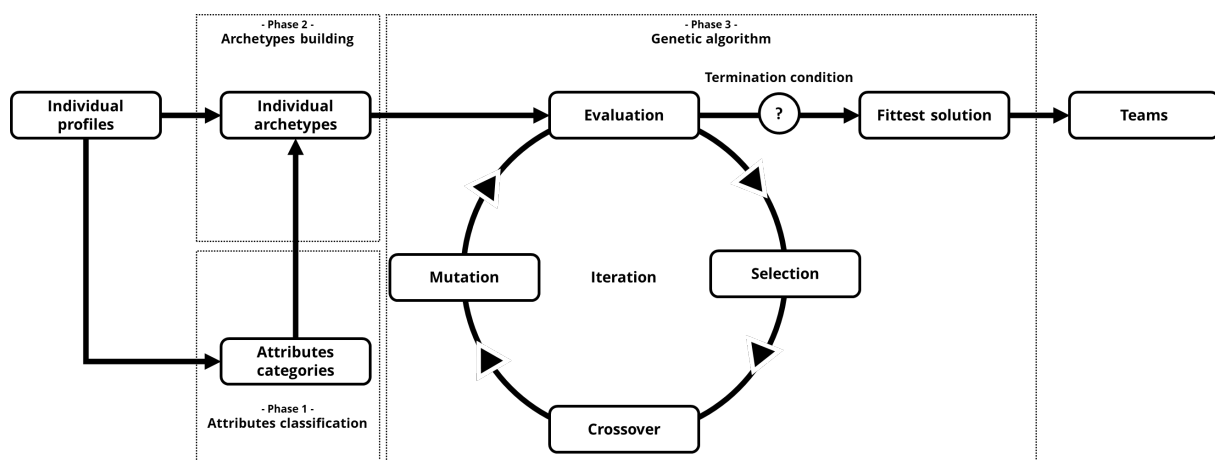 - Phase 2 -
Archetypes building
- Phase 3 -
Genetic algorithm
Termination condition
Individual
profiles
Individual
archetypes
Evaluation
?
Fittest solution
Teams
Mutation
Iteration
Selection
Attributes
categories
- Phase 1 -
Attributes classification
Crossover